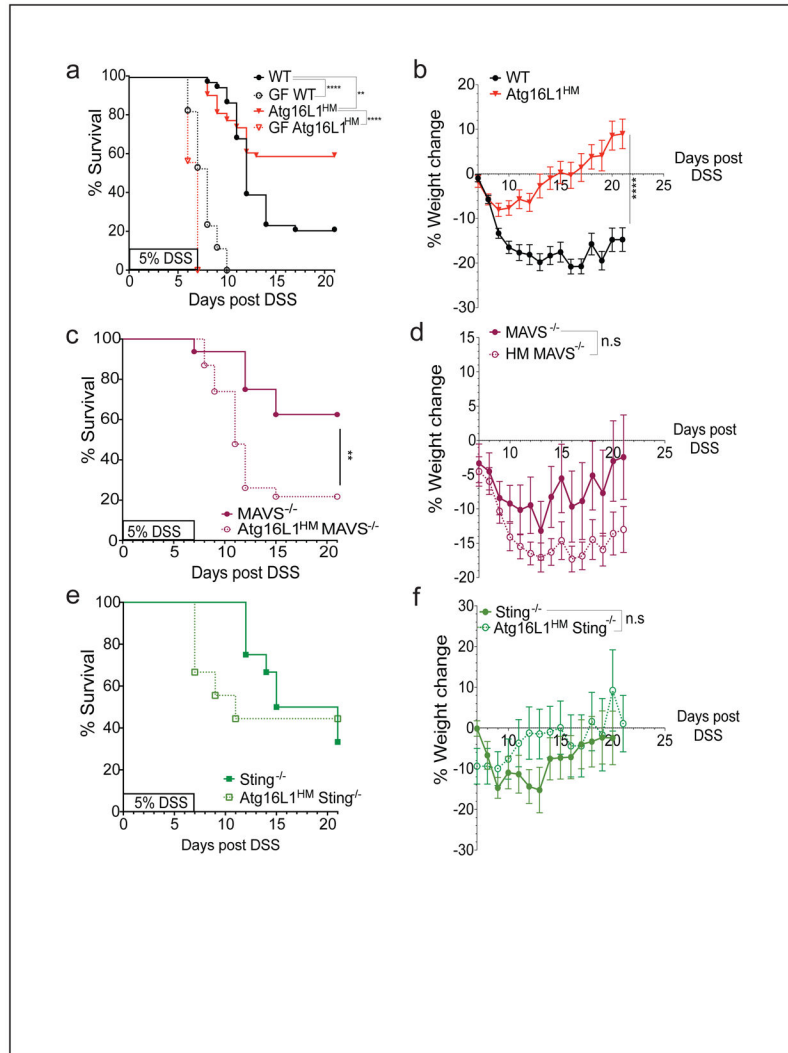 a
WT
GF WT
****
**
Atg16L1HM
GF Atg16L1HM
****
100
80
60
40
20
0
% Survival
5% DSS
0
5
10
15
20
Days post DSS
b
WT
Atg16L1HM
20
10
0
-10
-20
-30
% Weight change
10
15
20
25
Days post
DSS
****
c
100
80
60
40
20
0
% Survival
**
MAVS-/-
Atg16L1HM MAVS-/-
5% DSS
0
5
10
15
20
Days post DSS
d
MAVS-/-
HM MAVS-/-
n.s
15
10
5
0
-5
-10
-15
-20
% Weight change
10
15
20
25
Days post
DSS
e
100
80
60
40
20
0
% Survival
Sting-/-
Atg16L1HM Sting-/-
5% DSS
0
5
10
15
20
Days post DSS
f
Sting-/-
Atg16L1HM Sting-/-
n.s
30
20
10
0
-10
-20
-30
% Weight change
10
15
20
25
Days post
DSS